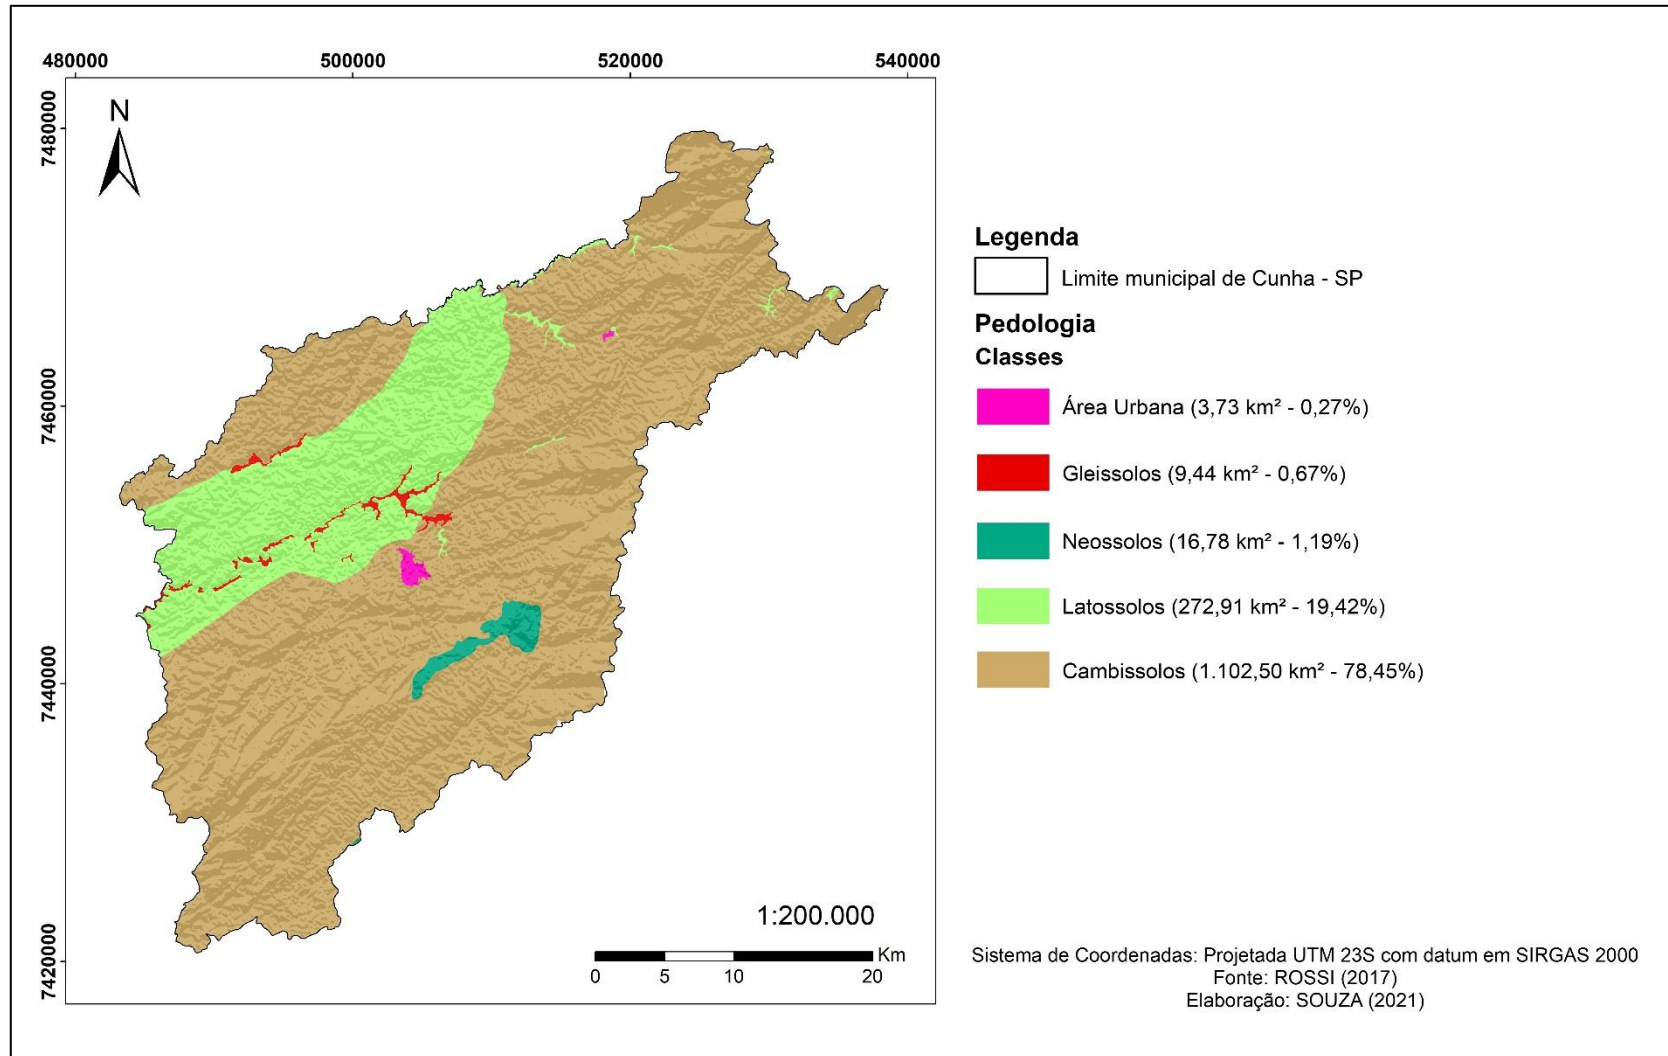 480000
500000
520000
540000
N
7480000
7460000
7440000
7420000
1:200.000
Km
0
5
10
20
Legenda
Limite municipal de Cunha - SP
Pedologia
Classes
Área Urbana (3,73 km² - 0,27%)
Gleissolos (9,44 km² - 0,67%)
Neossolos (16,78 km² - 1,19%)
Latossolos (272,91 km² - 19,42%)
Cambissolos (1.102,50 km² - 78,45%)
Sistema de Coordenadas: Projetada UTM 23S com datum em SIRGAS 2000
Fonte: ROSSI (2017)
Elaboração: SOUZA (2021)